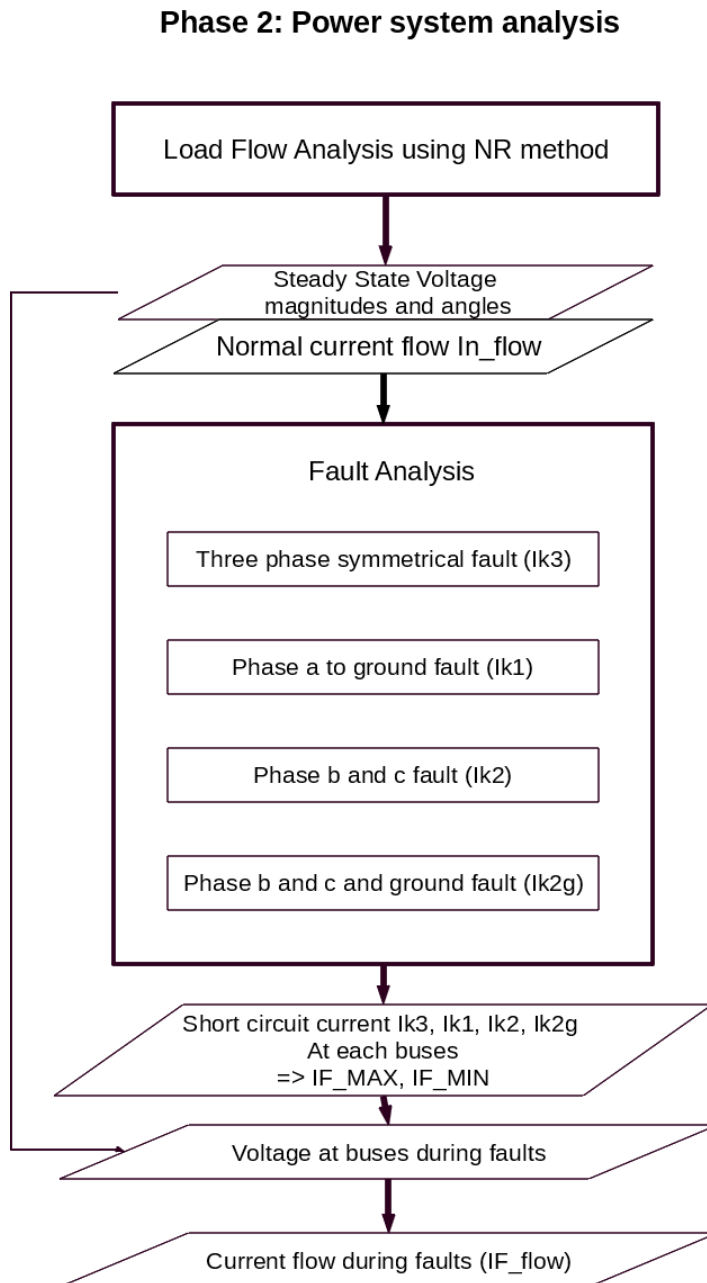 Phase 2: Power system analysis
Load Flow Analysis using NR method
Steady State Voltage
magnitudes and angles
Normal current flow In_flow
Fault Analysis
Three phase symmetrical fault (Ik3)
Phase a to ground fault (Ik1)
Phase b and c fault (Ik2)
Phase b and c and ground fault (Ik2g)
Short circuit current Ik3, Ik1, Ik2, Ik2g
At each buses
=> IF_MAX, IF_MIN
Voltage at buses during faults
Current flow during faults (IF_flow)